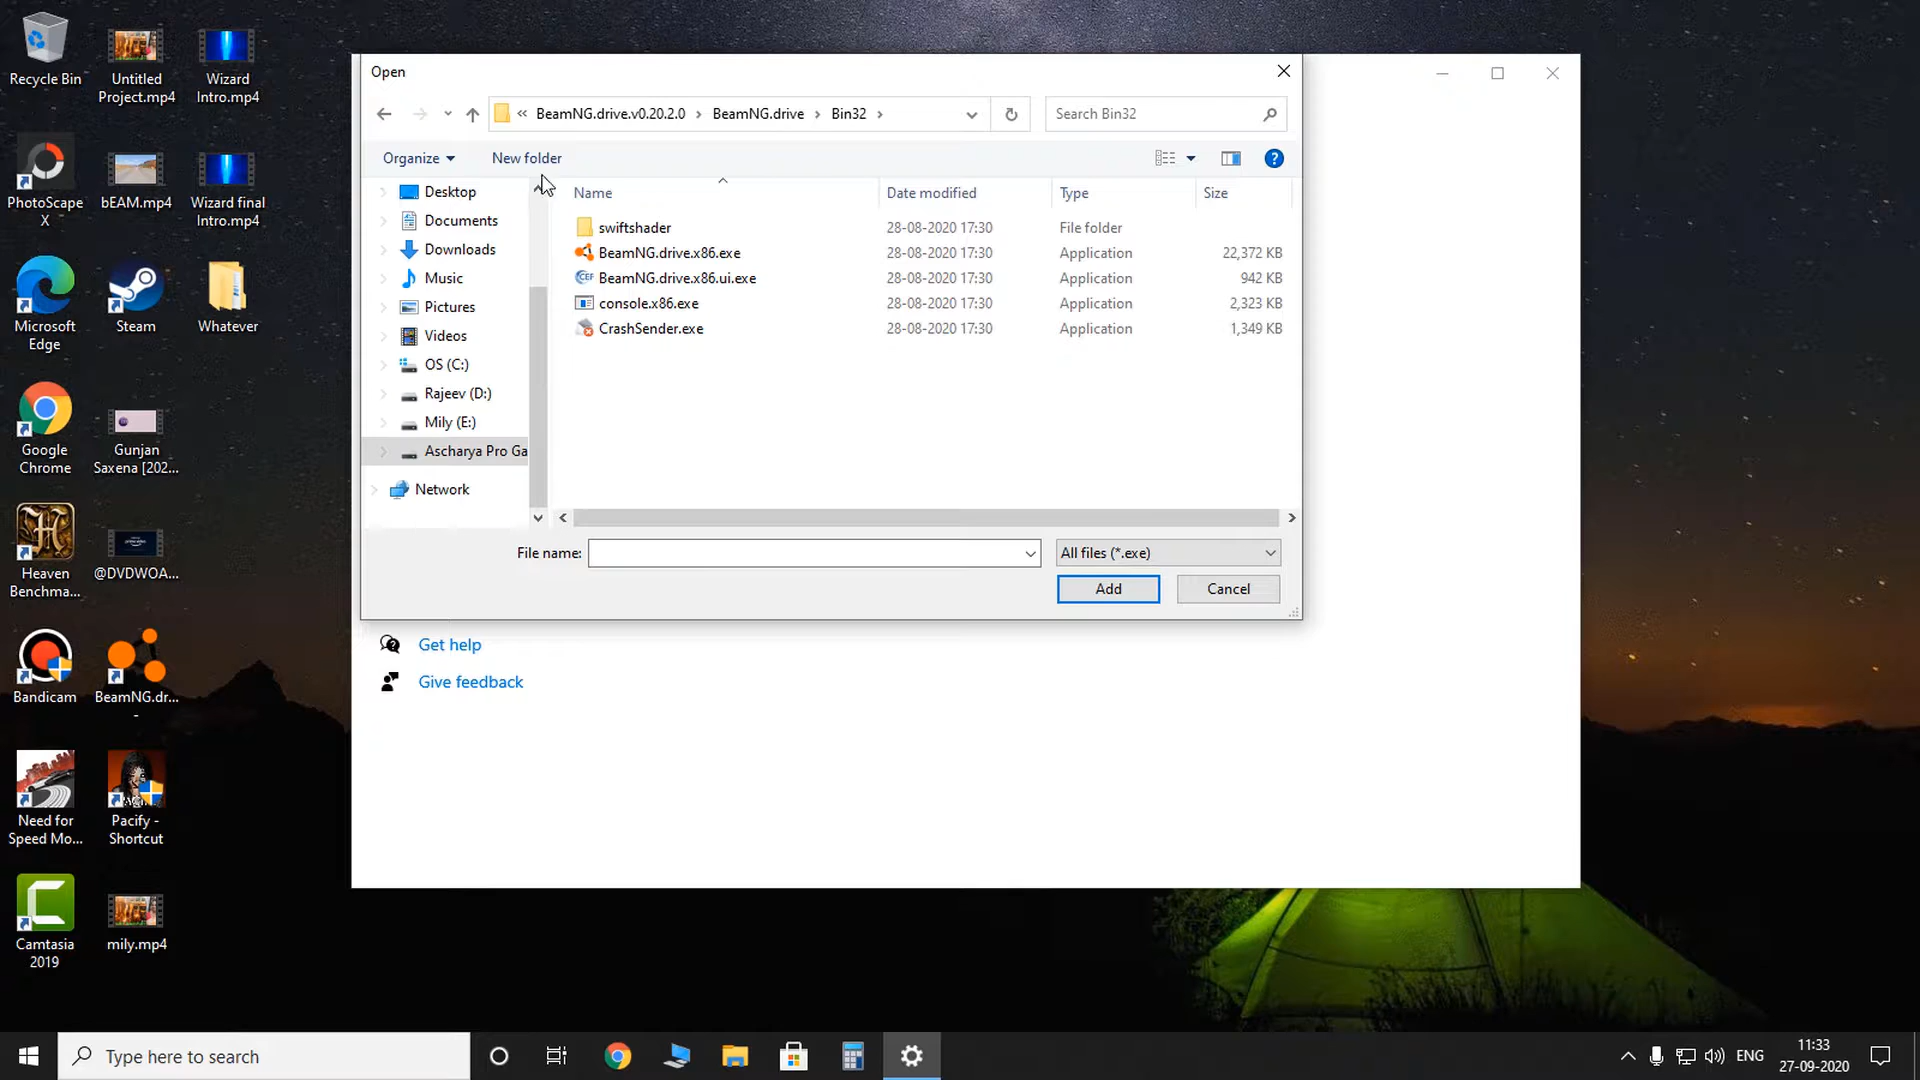 Recycle Bin
Untitled
Project.mp4
Wizard
Intro.mp4
PhotoScape
X
bEAM.mp4
Wizard final
Intro.mp4
Microsoft
Edge
Steam
Whatever
Google
Chrome
Gunjan
Saxena [202...
Heaven
Benchma...
@DVDWOA...
Bandicam
BeamNG.dr...
-
Need for
Speed Mo...
Pacify -
Shortcut
Camtasia
2019
mily.mp4
Open
« BeamNG.drive.v0.20.2.0 › BeamNG.drive › Bin32 ›
Search Bin32
Organize
New folder
Desktop
Documents
Downloads
Music
Pictures
Videos
OS (C:)
Rajeev (D:)
Mily (E:)
Ascharya Pro Ga
Network
Name Date modified Type Size
swiftshader 28-08-2020 17:30 File folder
BeamNG.drive.x86.exe 28-08-2020 17:30 Application 22,372 KB
BeamNG.drive.x86.ui.exe 28-08-2020 17:30 Application 942 KB
console.x86.exe 28-08-2020 17:30 Application 2,323 KB
CrashSender.exe 28-08-2020 17:30 Application 1,349 KB
File name:
All files (*.exe)
Add
Cancel
Get help
Give feedback
Type here to search
ENG
11:33
27-09-2020